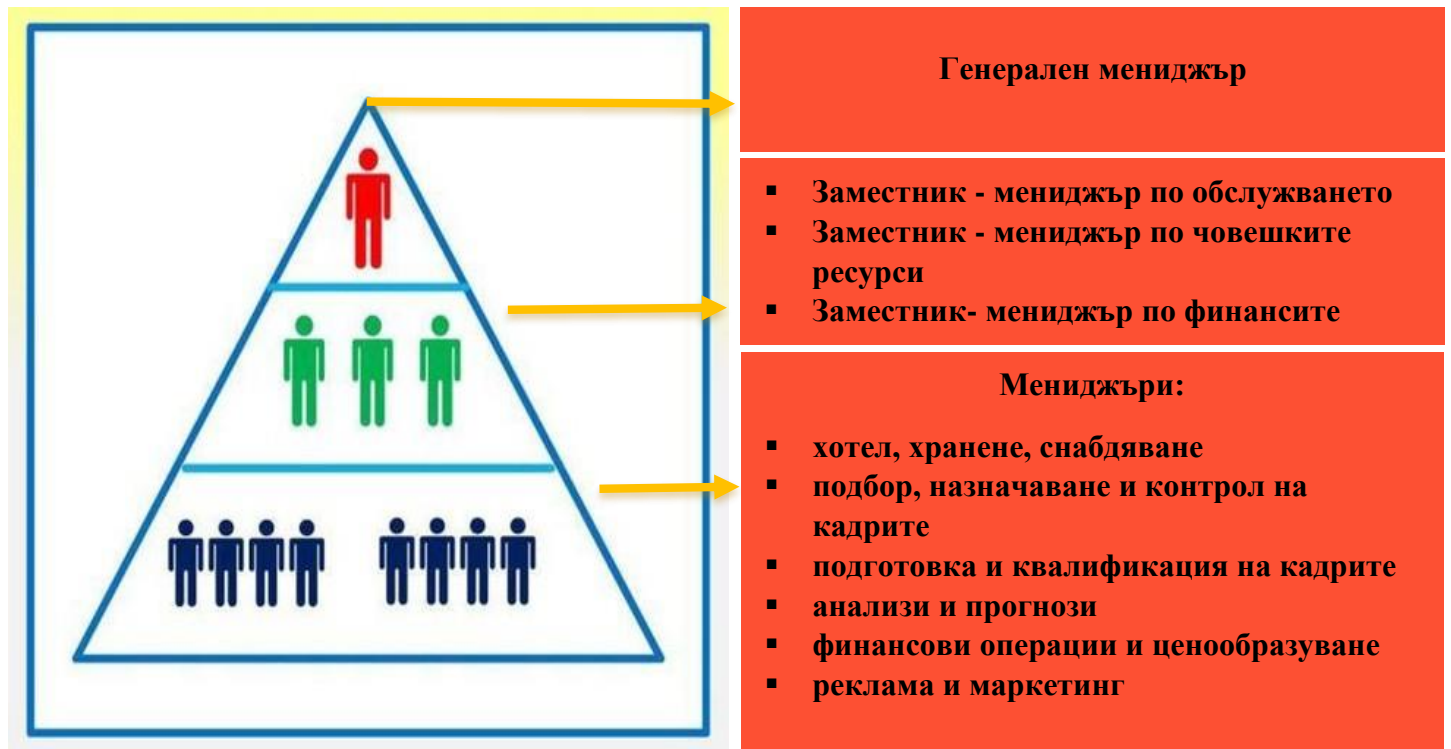 Генерален мениджър
▪ Заместник - мениджър по обслужването
▪ Заместник - мениджър по човешките
ресурси
▪ Заместник- мениджър по финансите
Мениджъри:
▪ хотел, хранене, снабдяване
▪ подбор, назначаване и контрол на
кадрите
▪ подготовка и квалификация на кадрите
▪ анализи и прогнози
▪ финансови операции и ценообразуване
▪ реклама и маркетинг